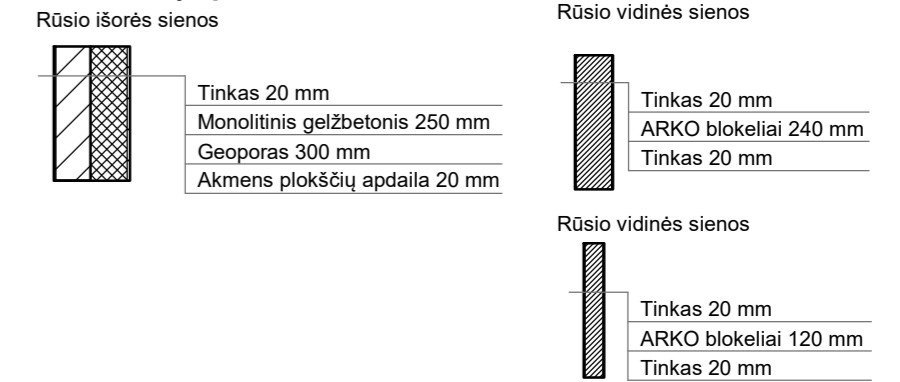 Rūsio išorės sienos
Tinkas 20 mm
Monolitinis gelžbetonis 250 mm
Geoporas 300 mm
Akmens plokščių apdaila 20 mm
Rūsio vidinės sienos
Tinkas 20 mm
ARKO blokeliai 240 mm
Tinkas 20 mm
Rūsio vidinės sienos
Tinkas 20 mm
ARKO blokeliai 120 mm
Tinkas 20 mm